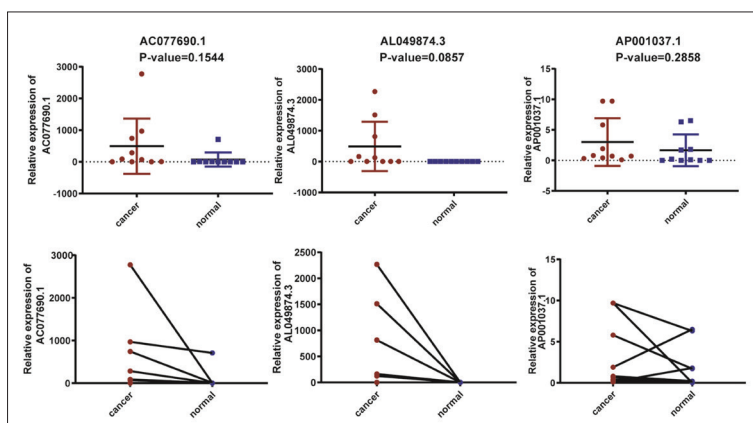 AC077690.1
P-value=0.1544
Relative expression of
AC077690.1
3000
2000
1000
0
-1000
cancer
normal
AL049874.3
P-value=0.0857
Relative expression of
AL049874.3
3000
2000
1000
0
-1000
cancer
normal
AP001037.1
P-value=0.2858
Relative expression of
AP001037.1
15
10
5
0
-5
cancer
normal
Relative expression of
AC077690.1
3000
2000
1000
0
cancer
normal
Relative expression of
AL049874.3
2500
2000
1500
1000
500
0
cancer
normal
Relative expression of
AP001037.1
15
10
5
0
cancer
normal